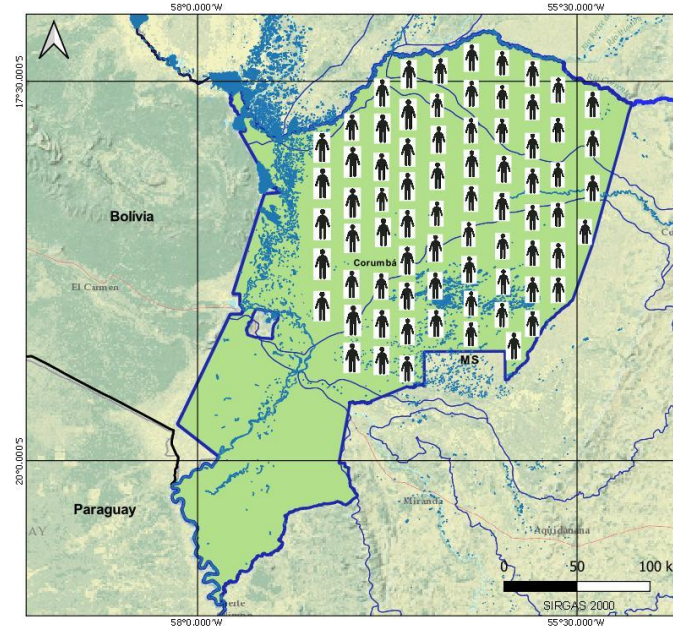 58°0.000'W 55°30.000'W
17°30.000'S
Bolívia
El Carmen
Corumbá
MS
20°0.000'S
Paraguay
AY
Miranda
Aquidauana
0 50 100 k
SIRGAS 2000
58°0.000'W 55°30.000'W